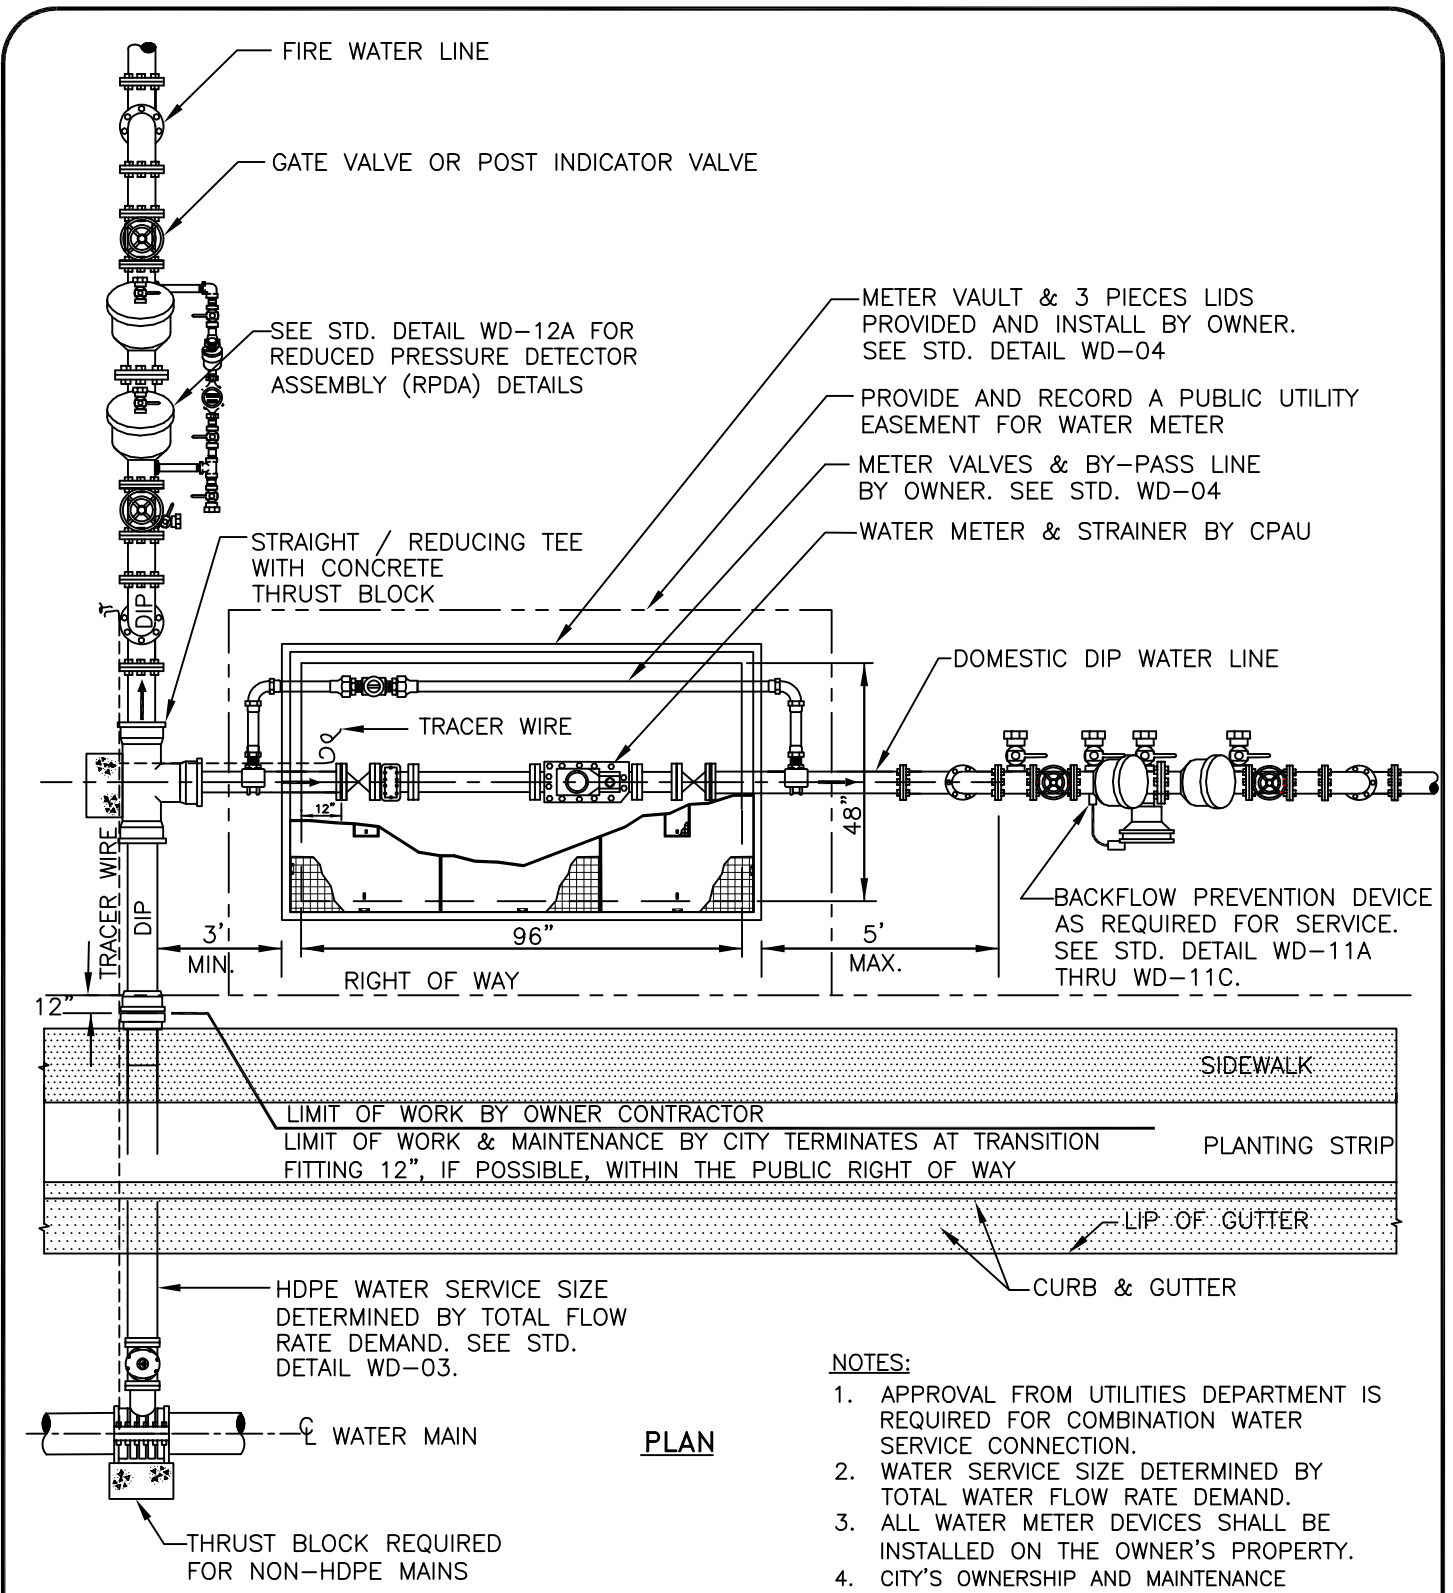 FIRE WATER LINE
GATE VALVE OR POST INDICATOR VALVE
SEE STD. DETAIL WD-12A FOR
REDUCED PRESSURE DETECTOR
ASSEMBLY (RPDA) DETAILS
METER VAULT & 3 PIECES LIDS
PROVIDED AND INSTALL BY OWNER.
SEE STD. DETAIL WD-04
PROVIDE AND RECORD A PUBLIC UTILITY
EASEMENT FOR WATER METER
METER VALVES & BY-PASS LINE
BY OWNER. SEE STD. WD-04
WATER METER & STRAINER BY CPAU
STRAIGHT / REDUCING TEE
WITH CONCRETE
THRUST BLOCK
DIP
DOMESTIC DIP WATER LINE
TRACER WIRE
12"
48"
TRACER WIRE
DIP
3'
MIN.
96"
5'
MAX.
BACKFLOW PREVENTION DEVICE
AS REQUIRED FOR SERVICE.
SEE STD. DETAIL WD-11A
THRU WD-11C.
RIGHT OF WAY
12"
SIDEWALK
LIMIT OF WORK BY OWNER CONTRACTOR
LIMIT OF WORK & MAINTENANCE BY CITY TERMINATES AT TRANSITION
FITTING 12", IF POSSIBLE, WITHIN THE PUBLIC RIGHT OF WAY
PLANTING STRIP
LIP OF GUTTER
CURB & GUTTER
HDPE WATER SERVICE SIZE
DETERMINED BY TOTAL FLOW
RATE DEMAND. SEE STD.
DETAIL WD-03.
℄ WATER MAIN
PLAN
THRUST BLOCK REQUIRED
FOR NON-HDPE MAINS
NOTES:
1. APPROVAL FROM UTILITIES DEPARTMENT IS
REQUIRED FOR COMBINATION WATER
SERVICE CONNECTION.
2. WATER SERVICE SIZE DETERMINED BY
TOTAL WATER FLOW RATE DEMAND.
3. ALL WATER METER DEVICES SHALL BE
INSTALLED ON THE OWNER'S PROPERTY.
4. CITY'S OWNERSHIP AND MAINTENANCE